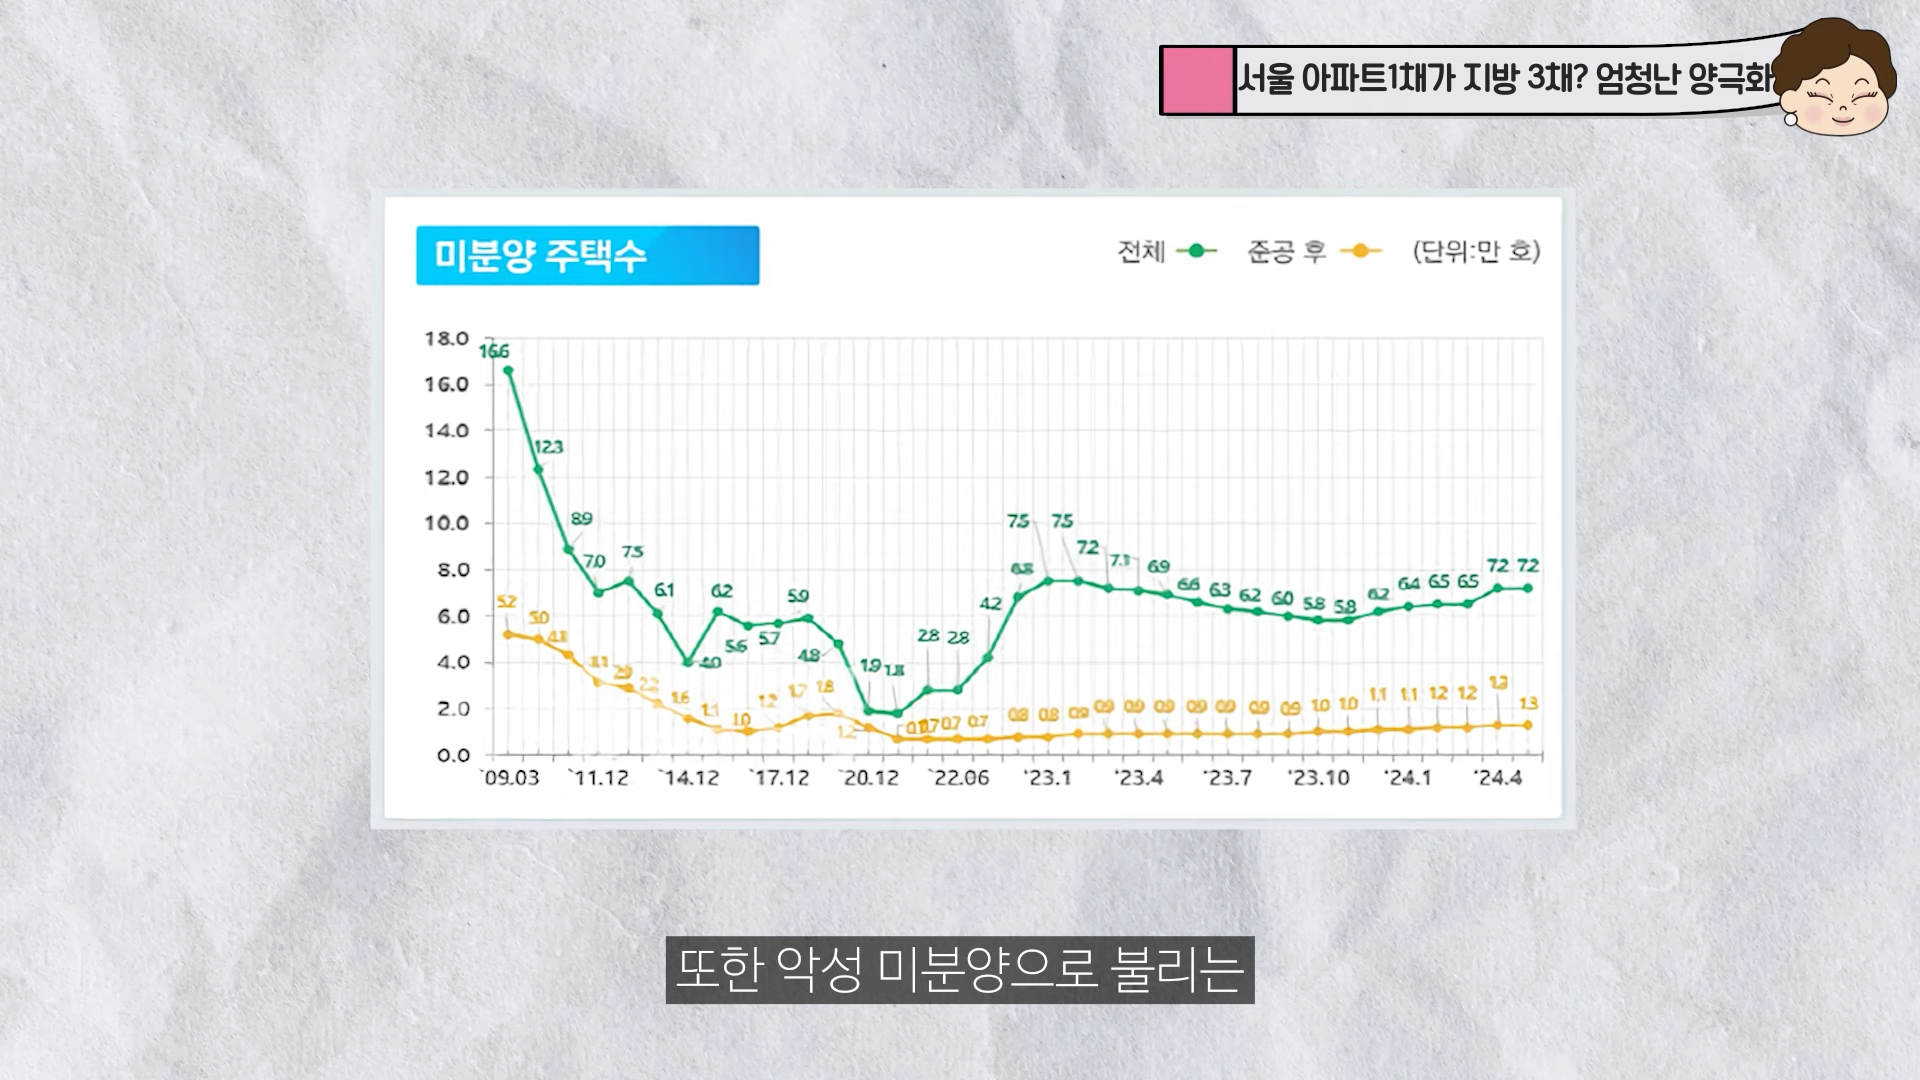 서울 아파트1채가 지방 3채? 엄청난 양극화
미분양 주택수
전체 준공 후 (단위:만 호)
18.0
16.0
14.0
12.0
10.0
8.0
6.0
4.0
2.0
0.0
16.6 12.3 8.9 7.0 7.5 6.1 4.0 6.2 5.6 5.7 5.9 4.8 1.9 1.8 2.8 2.8 4.2 6.8 7.5 7.5 7.2 7.1 6.9 6.6 6.3 6.2 6.0 5.8 5.8 6.2 6.4 6.5 6.5 7.2 7.2
5.2 5.0 4.3 3.1 2.9 2.2 1.6 1.1 1.0 1.2 1.7 1.8 1.2 0.7 0.7 0.7 0.8 0.8 0.9 0.9 0.9 0.9 0.9 0.9 0.9 0.9 1.0 1.0 1.1 1.1 1.2 1.2 1.3
`09.03 `11.12 `14.12 `17.12 `20.12 `22.06 '23.1 '23.4 '23.7 '23.10 '24.1 '24.4
또한 악성 미분양으로 불리는